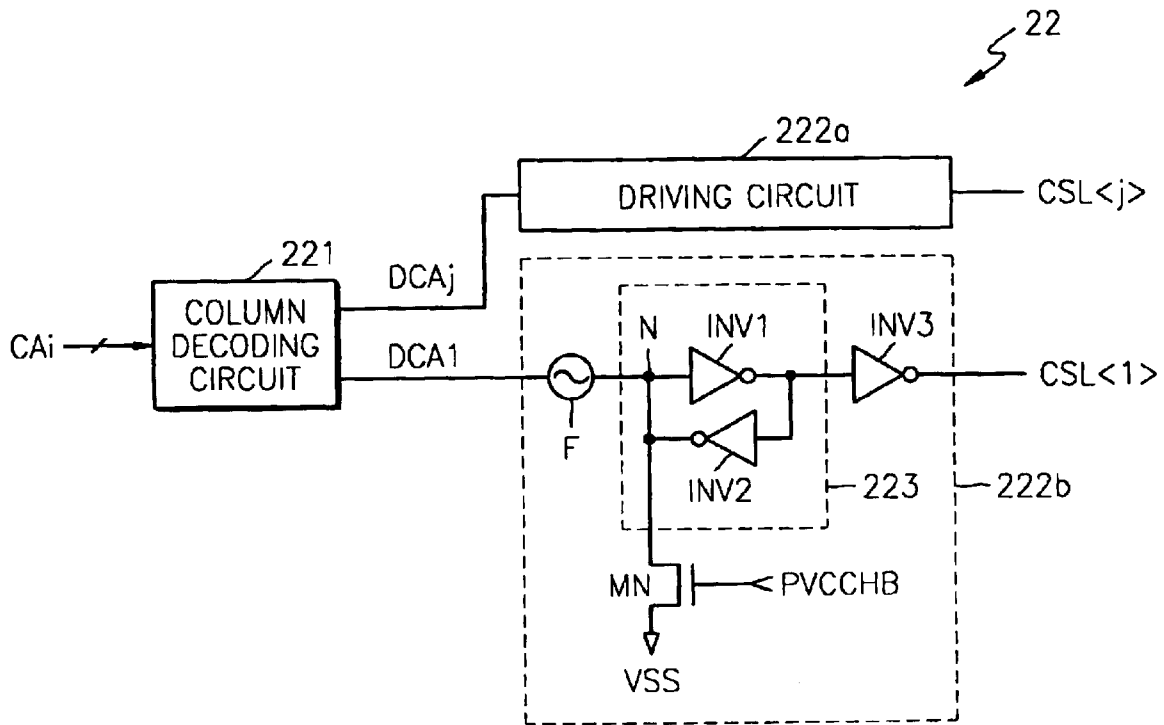 22
222a
DRIVING CIRCUIT
CSL<j>
221
DCAj
COLUMN
DECODING
CIRCUIT
CAi
DCA1
N
INV1
INV3
CSL<1>
F
INV2
223
222b
MN
PVCCHB
VSS